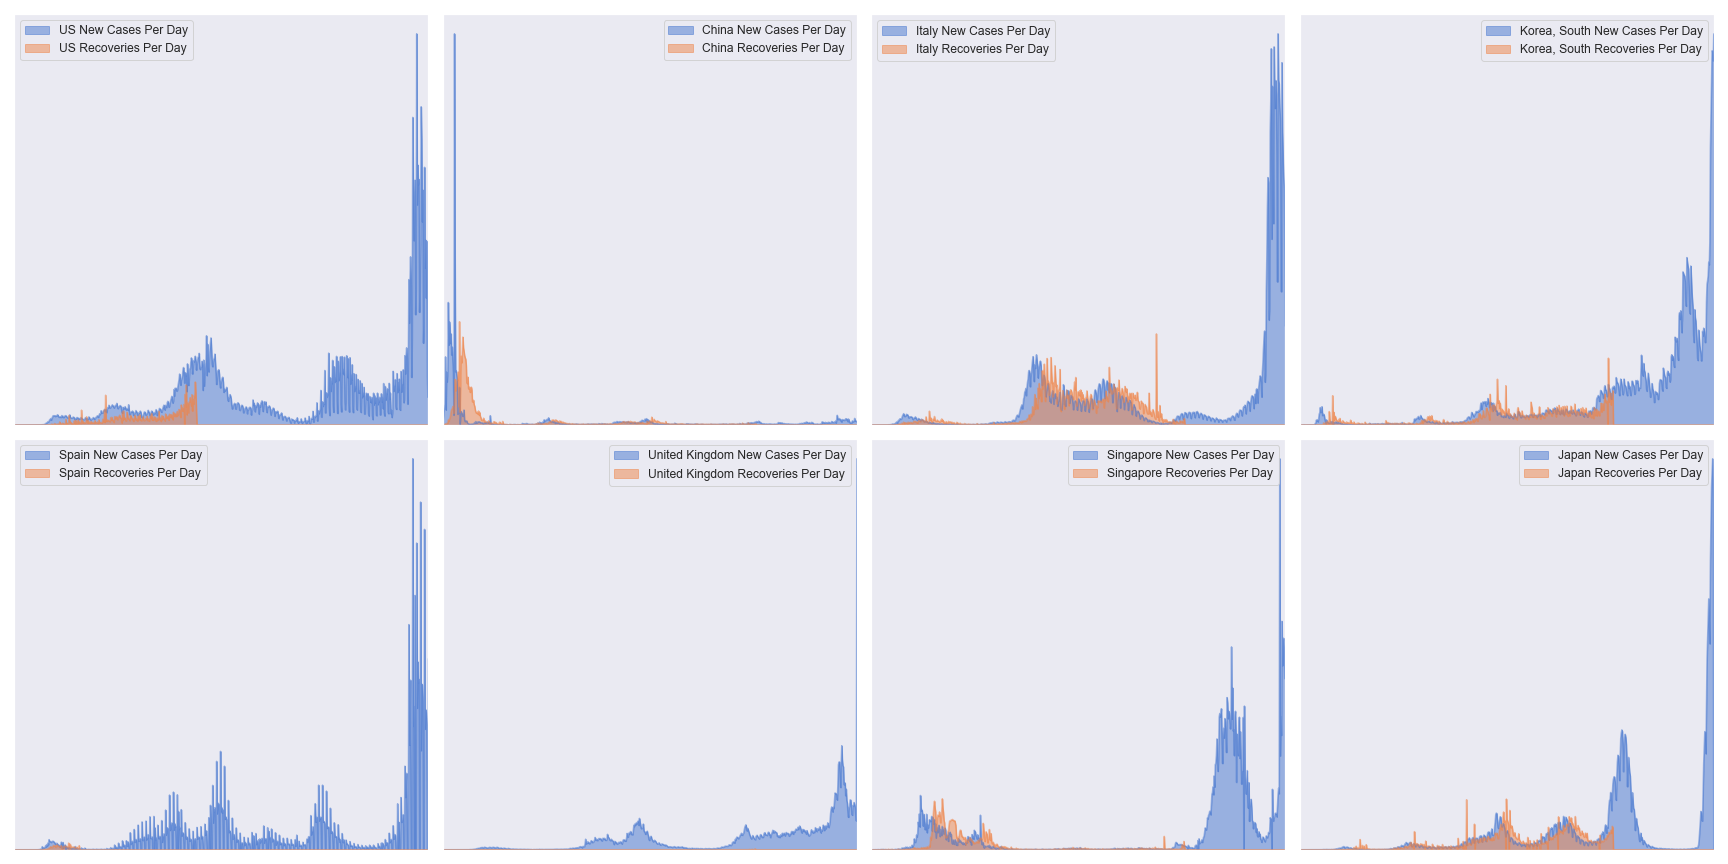 US New Cases Per Day
US Recoveries Per Day
China New Cases Per Day
China Recoveries Per Day
Italy New Cases Per Day
Italy Recoveries Per Day
Korea, South New Cases Per Day
Korea, South Recoveries Per Day
Spain New Cases Per Day
Spain Recoveries Per Day
United Kingdom New Cases Per Day
United Kingdom Recoveries Per Day
Singapore New Cases Per Day
Singapore Recoveries Per Day
Japan New Cases Per Day
Japan Recoveries Per Day